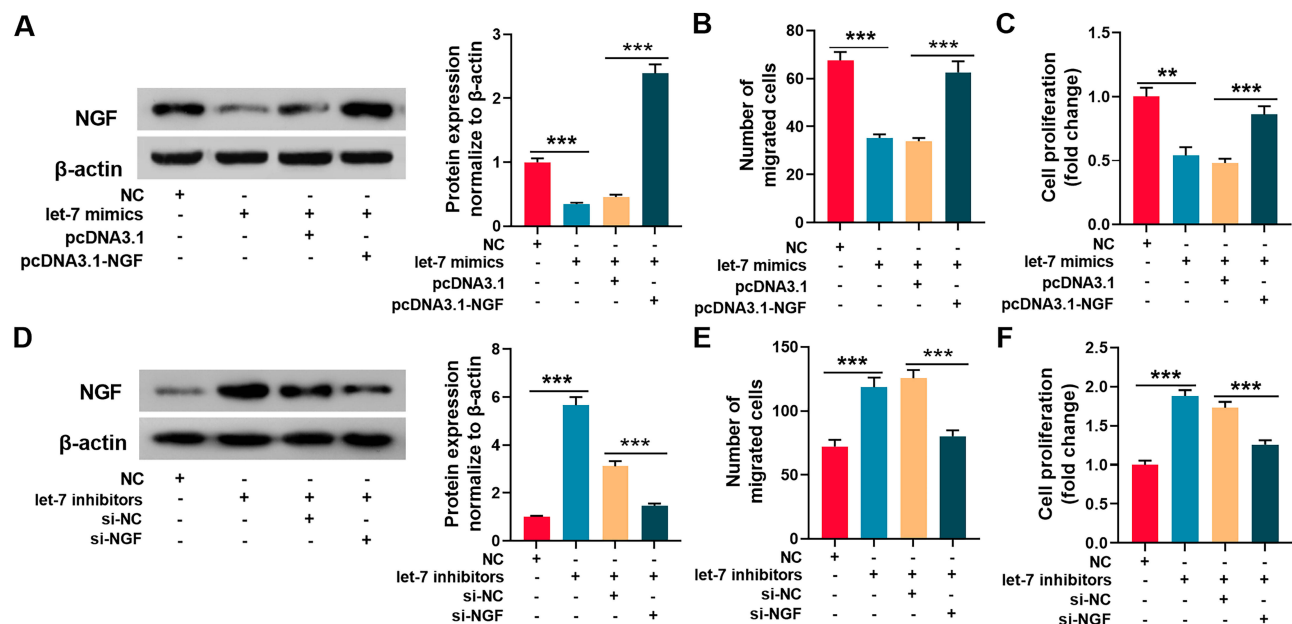 A
NGF
β-actin
NC + - - -
let-7 mimics - + + +
pcDNA3.1 - - + -
pcDNA3.1-NGF - - - +
Protein expression
normalize to β-actin
3
2
1
0
***
***
NC + - - -
let-7 mimics - + + +
pcDNA3.1 - - + -
pcDNA3.1-NGF - - - +
B
Number of
migrated cells
80
60
40
20
0
***
***
NC + - - -
let-7 mimics - + + +
pcDNA3.1 - - + -
pcDNA3.1-NGF - - - +
C
Cell proliferation
(fold change)
1.5
1.0
0.5
0.0
**
***
NC + - - -
let-7 mimics - + + +
pcDNA3.1 - - + -
pcDNA3.1-NGF - - - +
D
NGF
β-actin
NC + - - -
let-7 inhibitors - + + +
si-NC - - + -
si-NGF - - - +
Protein expression
normalize to β-actin
8
6
4
2
0
***
***
NC + - - -
let-7 inhibitors - + + +
si-NC - - + -
si-NGF - - - +
E
Number of
migrated cells
150
100
50
0
***
***
NC + - - -
let-7 inhibitors - + + +
si-NC - - + -
si-NGF - - - +
F
Cell proliferation
(fold change)
2.5
2.0
1.5
1.0
0.5
0.0
***
***
NC + - - -
let-7 inhibitors - + + +
si-NC - - + -
si-NGF - - - +